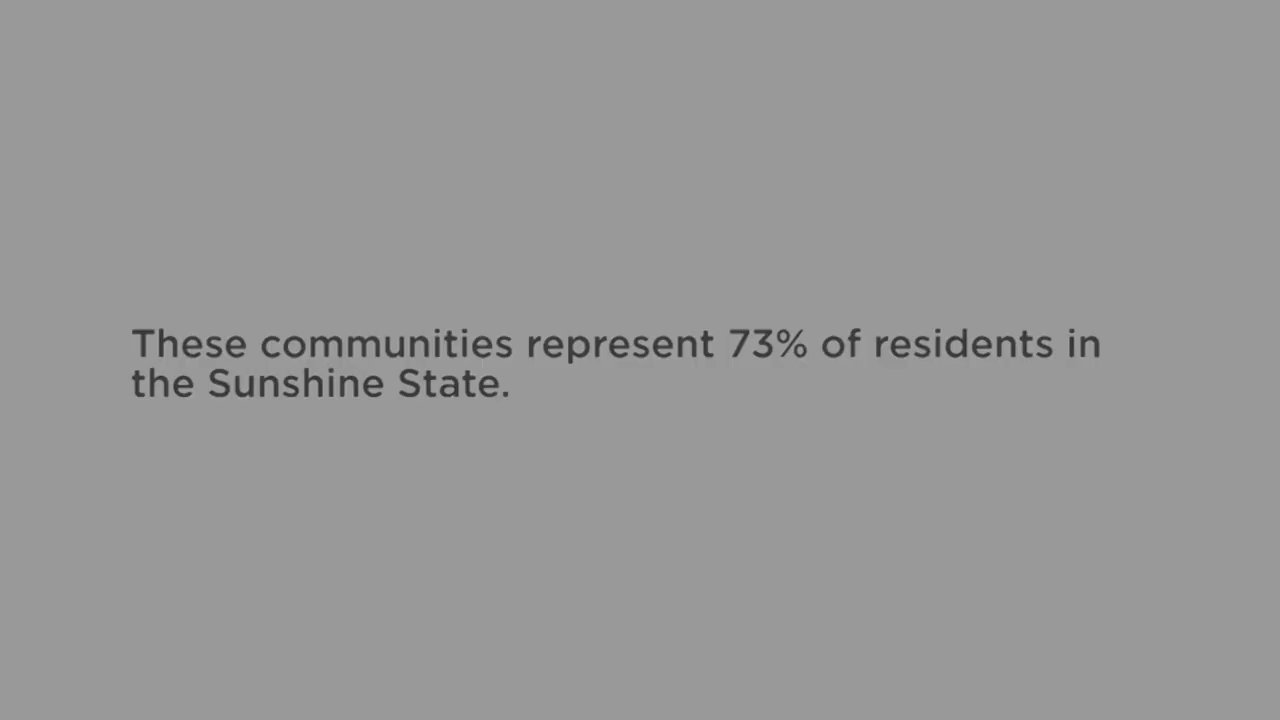 These communities represent 73% of residents in
the Sunshine State.